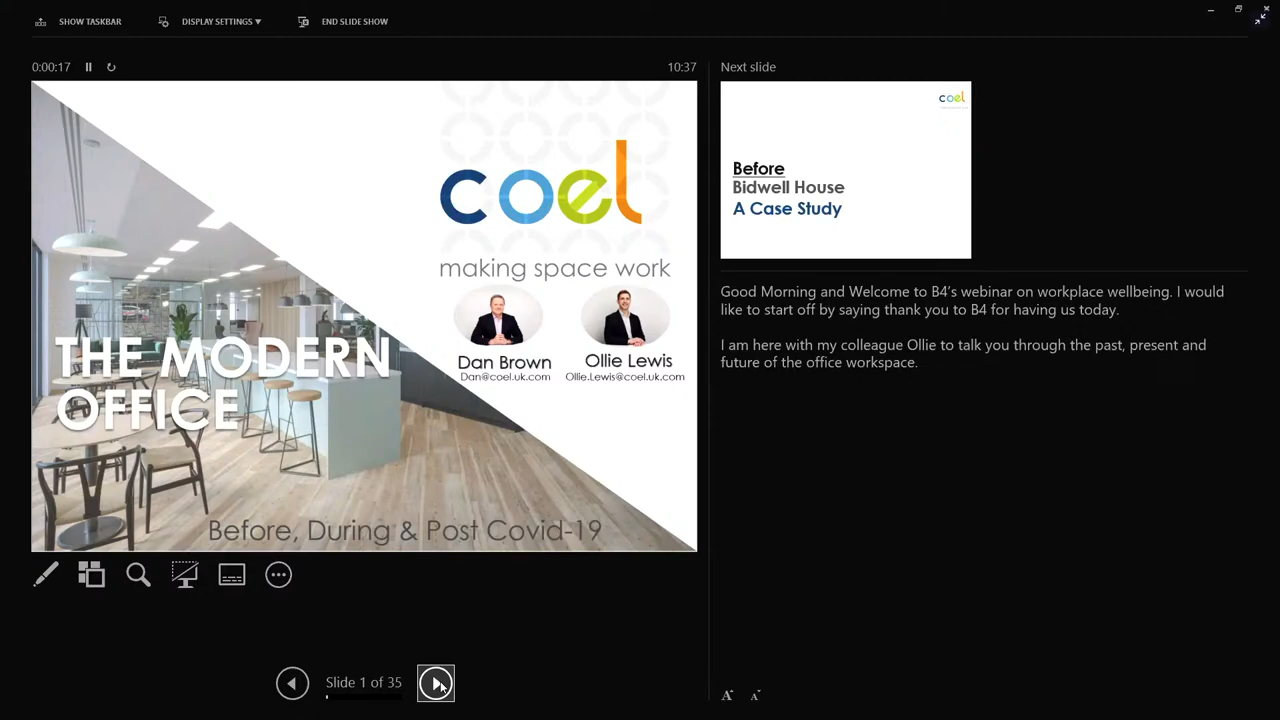 SHOW TASKBAR
DISPLAY SETTINGS ▼
END SLIDE SHOW
0:00:17
10:37
Next slide
coel
making space work
Dan Brown
Dan@coel.uk.com
Ollie Lewis
Ollie.Lewis@coel.uk.com
THE MODERN
OFFICE
Before, During & Post Covid-19
coel
Before
Bidwell House
A Case Study
Good Morning and Welcome to B4's webinar on workplace wellbeing. I would
like to start off by saying thank you to B4 for having us today.
I am here with my colleague Ollie to talk you through the past, present and
future of the office workspace.
Slide 1 of 35
A A